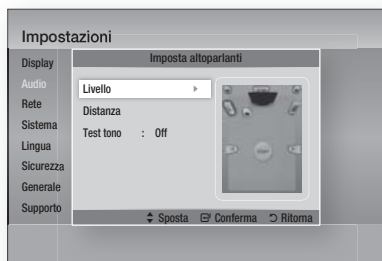 Impostazioni
Display
Audio
Rete
Sistema
Lingua
Sicurezza
Generale
Supporto
Imposta altoparlanti
Livello
Distanza
Test tono : Off
Sposta Conferma Ritorna